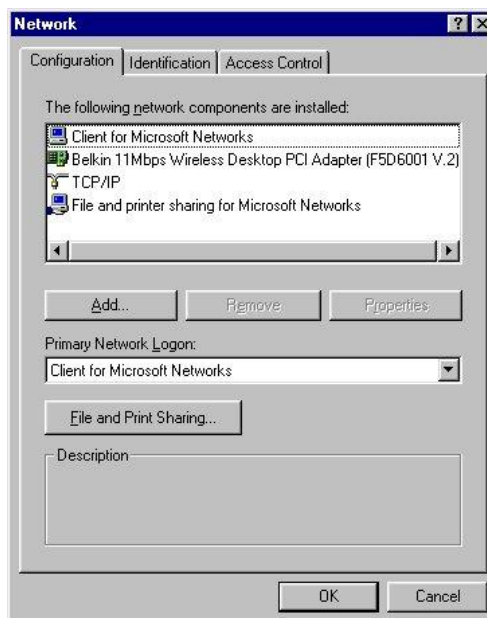 Network
Configuration Identification Access Control
The following network components are installed:
Client for Microsoft Networks
Belkin 11Mbps Wireless Desktop PCI Adapter (F5D6001 V.2)
TCP/IP
File and printer sharing for Microsoft Networks
Add... Remove Properties
Primary Network Logon:
Client for Microsoft Networks
File and Print Sharing...
Description
OK Cancel